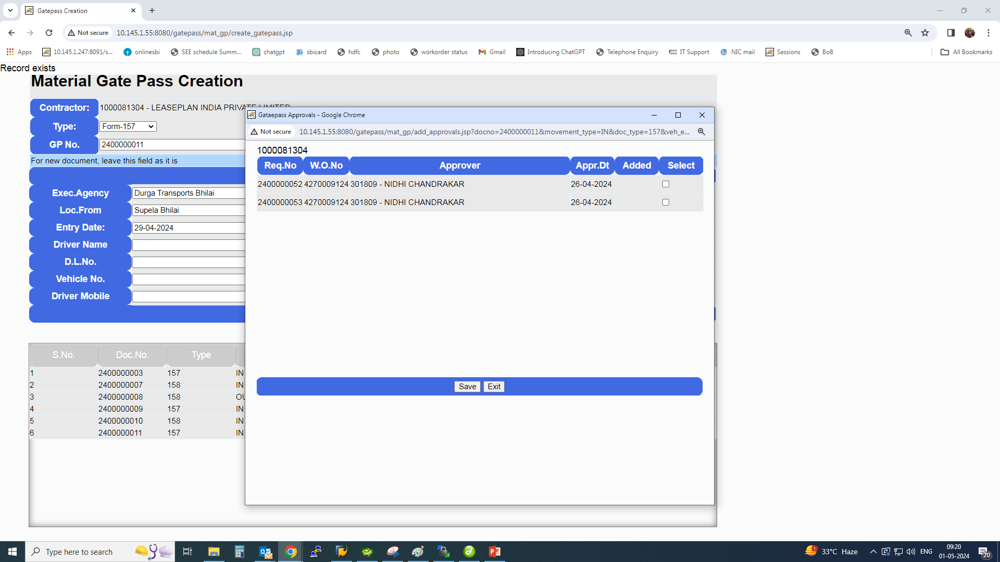 Gatepass Creation
Not secure 10.145.1.55:8080/gatepass/mat_gp/create_gatepass.jsp
Apps 10.145.1.247:8091/s... onlinesbi SEE schedule Summ... chatgpt sbicard hdfc photo workorder status Gmail Introducing ChatGPT Telephone Enquiry IT Support NIC mail Sessions BoB All Bookmarks
Record exists
Material Gate Pass Creation
Contractor: 1000081304 - LEASEPLAN INDIA PRIVATE LIMITED
Type: Form-157
GP No. 2400000011
For new document, leave this field as it is
Exec.Agency Durga Transports Bhilai
Loc.From Supela Bhilai
Entry Date: 29-04-2024
Driver Name
D.L.No.
Vehicle No.
Driver Mobile
S.No. Doc.No. Type
1 2400000003 157 IN
2 2400000007 158 IN
3 2400000008 158 OU
4 2400000009 157 IN
5 2400000010 158 IN
6 2400000011 157 IN
Gataepass Approvals - Google Chrome
Not secure 10.145.1.55:8080/gatepass/mat_gp/add_approvals.jsp?docno=2400000011&movement_type=IN&doc_type=157&veh_e...
1000081304
Req.No W.O.No Approver Appr.Dt Added Select
2400000052 4270009124 301809 - NIDHI CHANDRAKAR 26-04-2024
2400000053 4270009124 301809 - NIDHI CHANDRAKAR 26-04-2024
Save Exit
Type here to search
1 33°C Haze ENG 09:20
01-05-2024 20